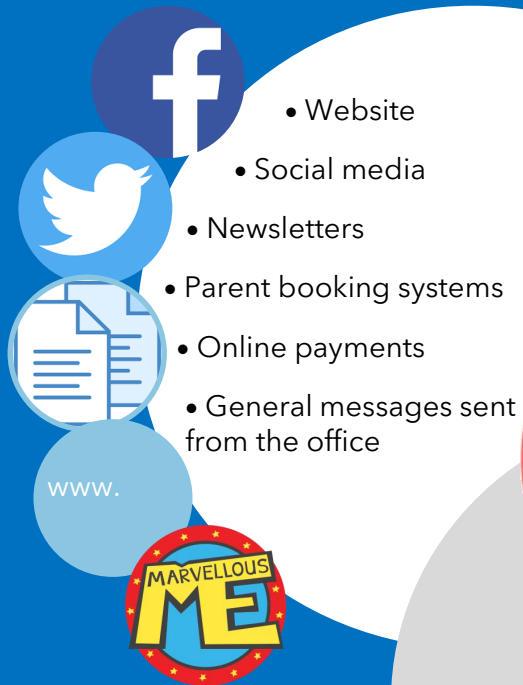 • Website
• Social media
• Newsletters
• Parent booking systems
• Online payments
• General messages sent
from the office
www.
MARVELLOUS
ME